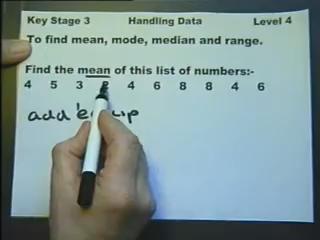 Key Stage 3 Handling Data Level 4
To find mean, mode, median and range.
Find the mean of this list of numbers:-
4 5 3 4 6 8 8 4 6
add up